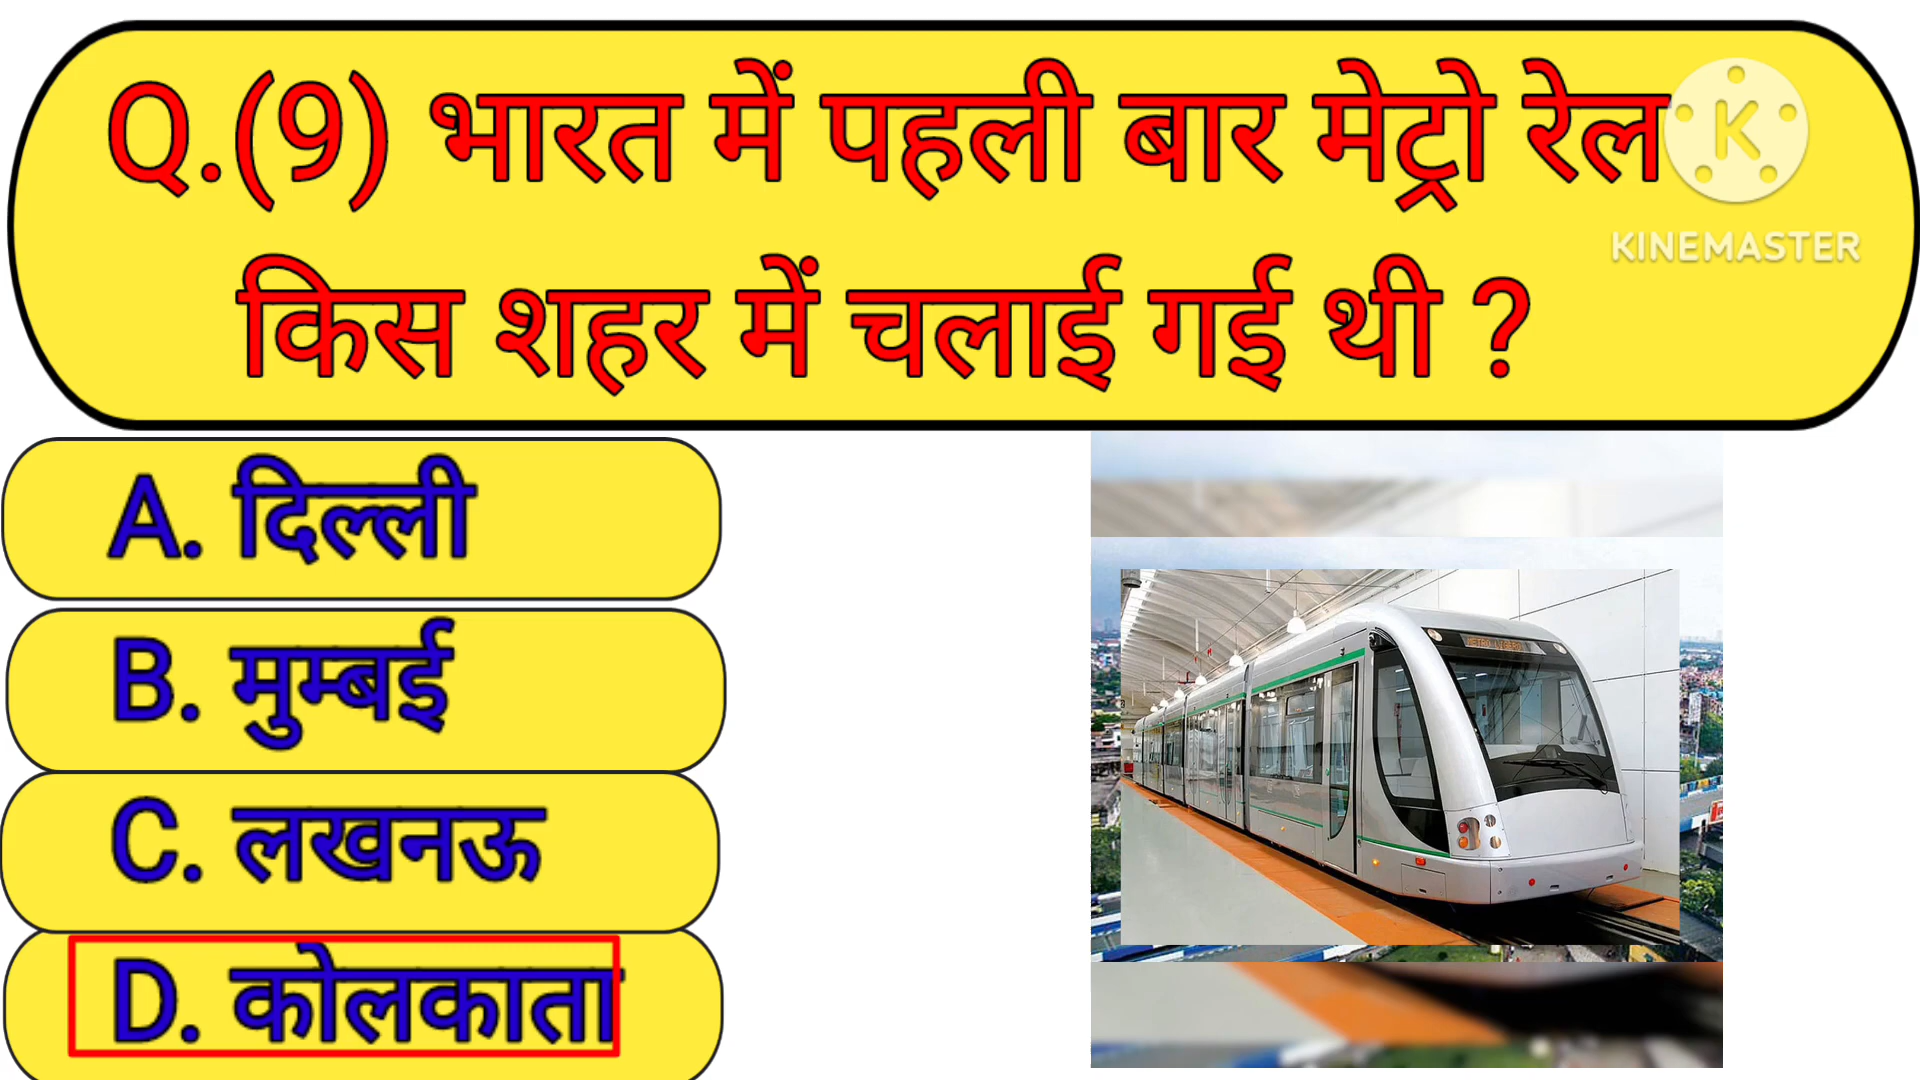 Q.(9) भारत में पहली बार मेट्रो रेल
किस शहर में चलाई गई थी ?
K
KINEMASTER
A. दिल्ली
B. मुम्बई
C. लखनऊ
D. कोलकाता